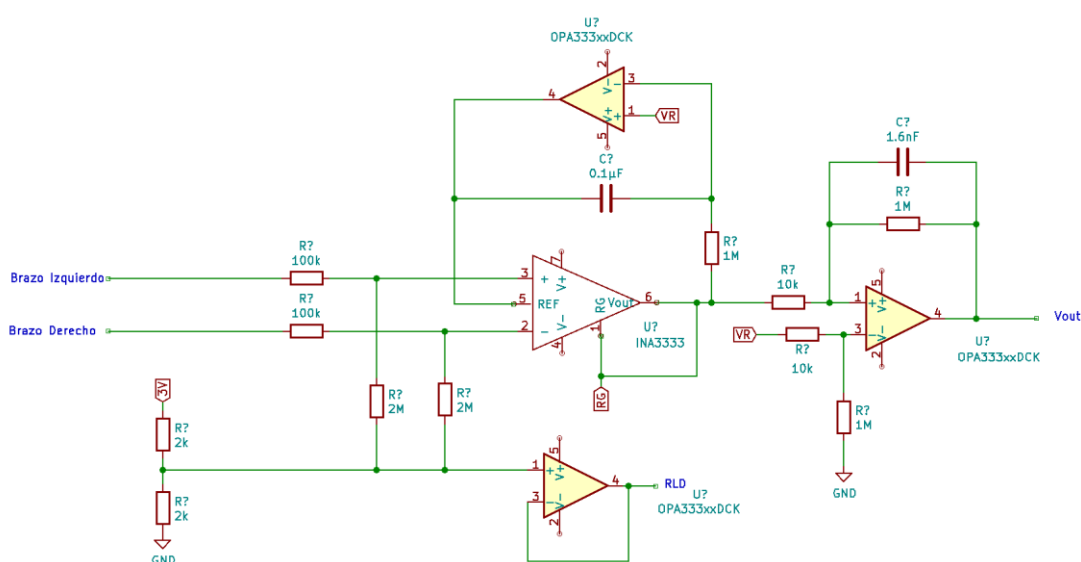 U?
OPA333xxDCK
2
V-
4
-
3
V+
+
1
VR
5
C?
0.1µF
C?
1.6nF
R?
1M
R?
1M
R?
100k
Brazo Izquierdo
3
+
7
V+
R?
100k
5
REF
RG
Vout
6
R?
10k
1
+
5
V+
4
Vout
Brazo Derecho
2
-
V-
4
1
U?
INA3333
VR
R?
10k
3
-
V-
2
U?
OPA333xxDCK
RG
3V
R?
2M
R?
2M
R?
2k
R?
1M
1
+
5
V+
4
RLD
U?
OPA333xxDCK
3
-
V-
2
GND
R?
2k
GND